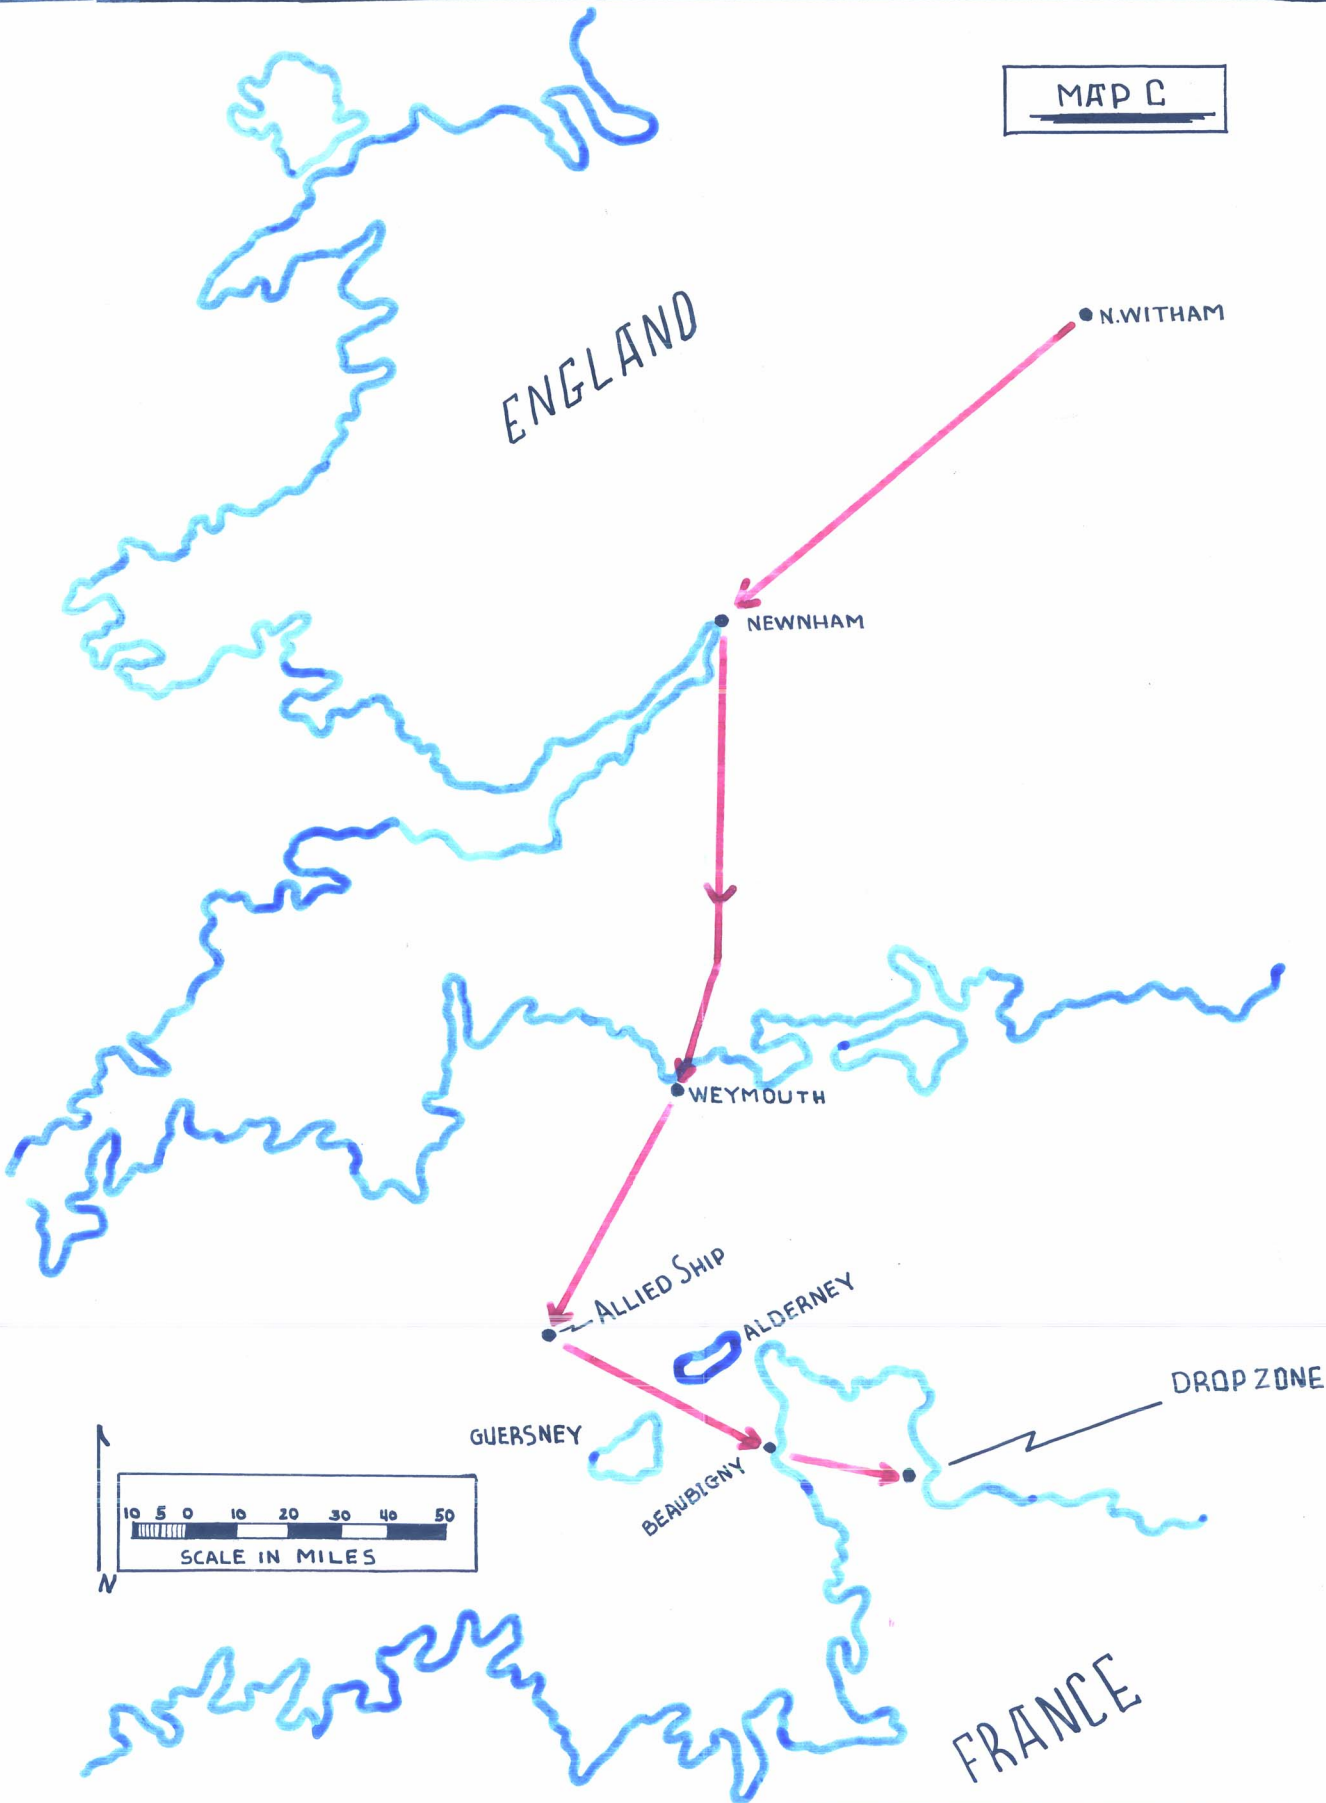 MAP C
N.WITHAM
ENGLAND
NEWNHAM
WEYMOUTH
ALLIED SHIP
ALDERNEY
DROP ZONE
GUERSNEY
BEAUBIGNY
10 5 0 10 20 30 40 50
SCALE IN MILES
N
FRANCE